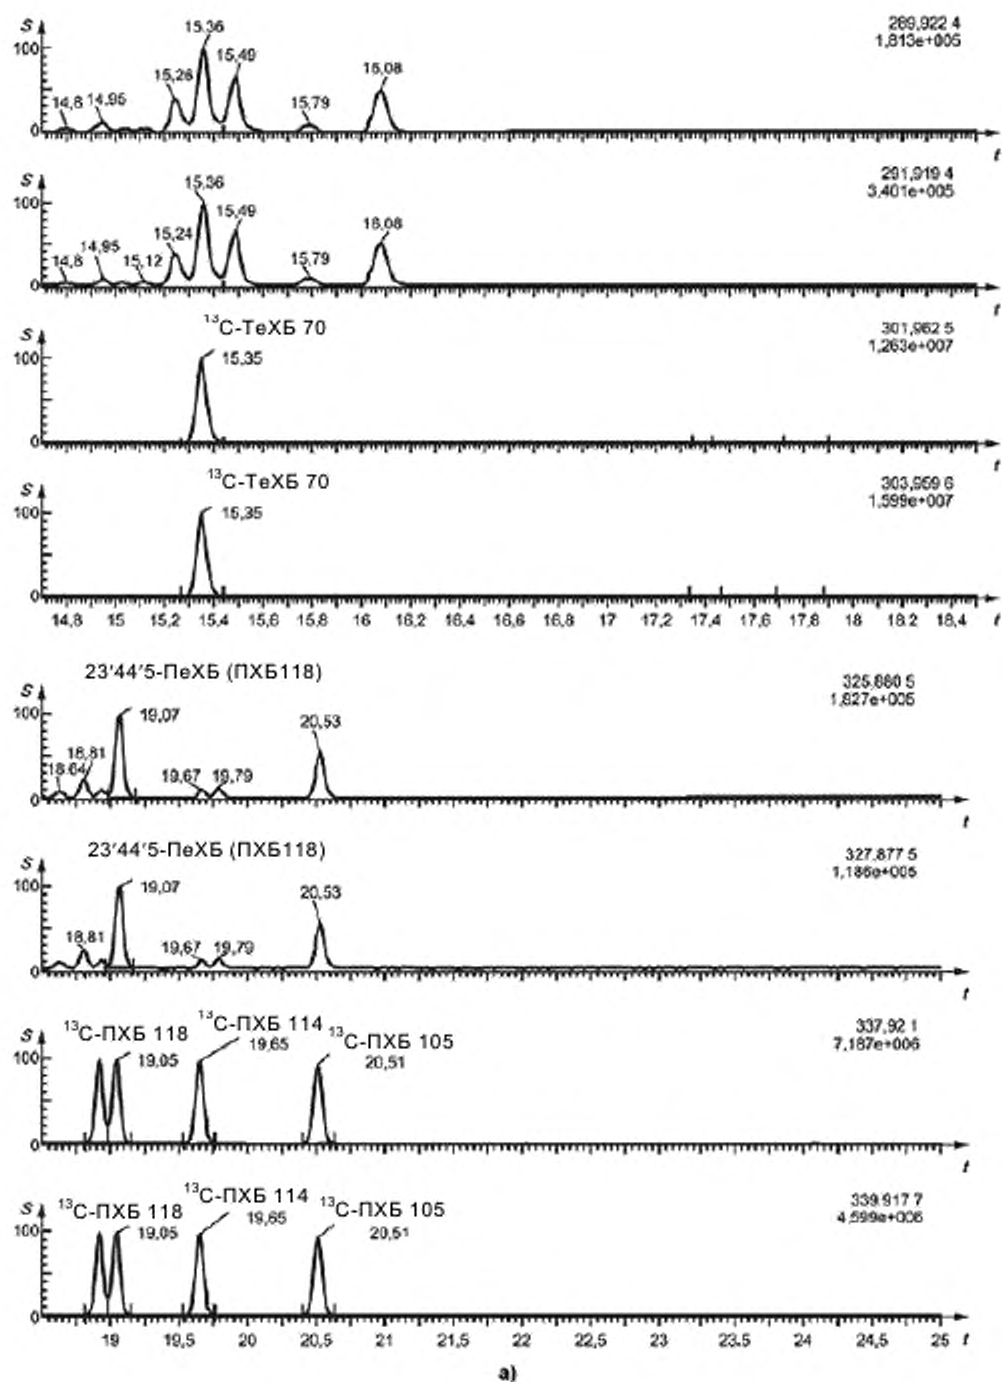 S
15,36
289,922 4
1,813e+005
100
15,49
15,26
16,08
14,8
14,95
15,79
0
t
S
15,36
291,919 4
3,401e+005
100
15,49
15,24
16,08
14,8
14,95
15,12
15,79
0
t
13C-ТеХБ 70
S
301,962 5
1,263e+007
100
15,35
0
t
13C-ТеХБ 70
S
303,959 6
1,599e+007
100
15,35
0
14,8 15 15,2 15,4 15,6 15,8 16 16,2 16,4 16,6 16,8 17 17,2 17,4 17,6 17,8 18 18,2 18,4 t
23'44'5-ПеХБ (ПХБ118)
S
325,880 5
1,827e+005
100
19,07
20,53
18,81
18,64
19,67 19,79
0
t
23'44'5-ПеХБ (ПХБ118)
S
327,877 5
1,186e+005
100
19,07
20,53
18,81
19,67 19,79
0
t
13C-ПХБ 118
13C-ПХБ 114
13C-ПХБ 105
S
337,92 1
7,187e+006
100
19,05
19,65
20,51
0
t
13C-ПХБ 118
13C-ПХБ 114
13C-ПХБ 105
S
339,917 7
4,599e+006
100
19,05
19,65
20,51
0
19 19,5 20 20,5 21 21,5 22 22,5 23 23,5 24 24,5 25 t
а)